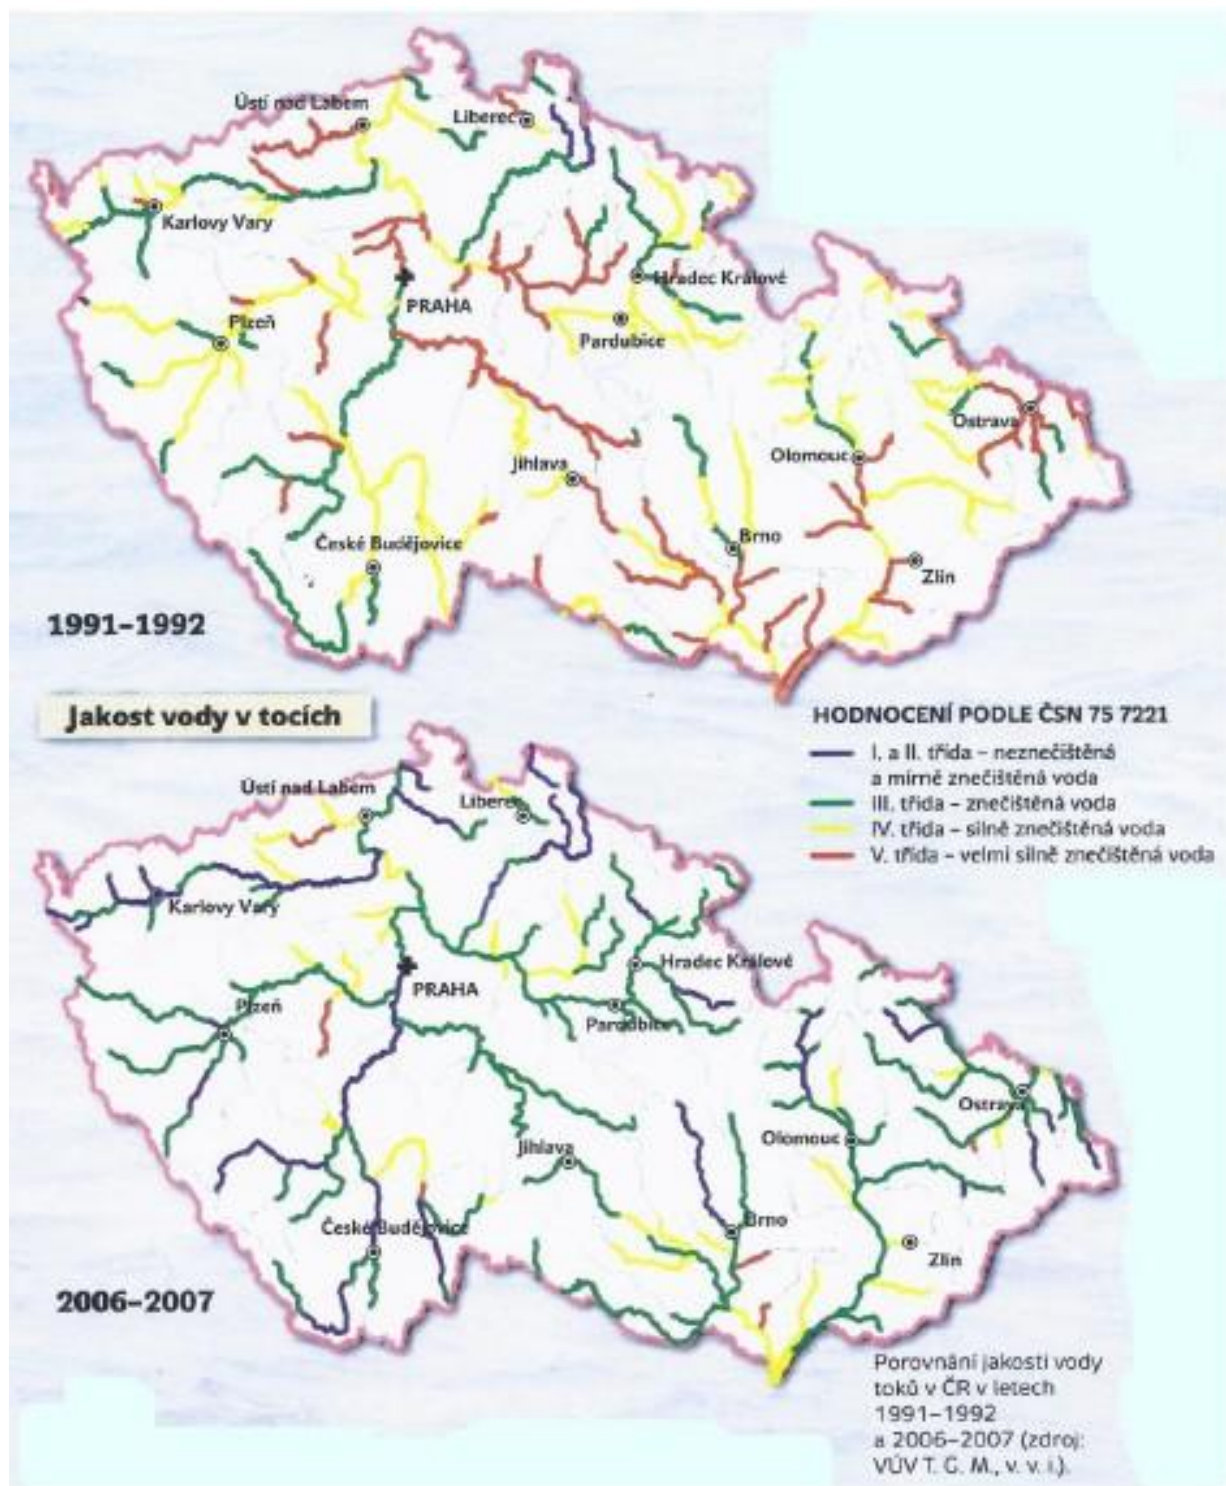 Ústí nad Labem
Liberec
Karlovy Vary
Hradec Králové
PRAHA
Plzeň
Pardubice
Ostrava
Olomouc
Jihlava
Brno
České Budějovice
Zlín
1991–1992
Jakost vody v tocích
HODNOCENÍ PODLE ČSN 75 7221
I. a II. třída – neznečištěná
a mírně znečištěná voda
III. třída – znečištěná voda
IV. třída – silně znečištěná voda
V. třída – velmi silně znečištěná voda
Ústí nad Labem
Liberec
Karlovy Vary
Hradec Králové
PRAHA
Plzeň
Pardubice
Ostrava
Olomouc
Jihlava
Brno
České Budějovice
Zlín
2006–2007
Porovnání jakosti vody
toků v ČR v letech
1991–1992
a 2006–2007 (zdroj:
VÚV T. G. M., v. v. i.).